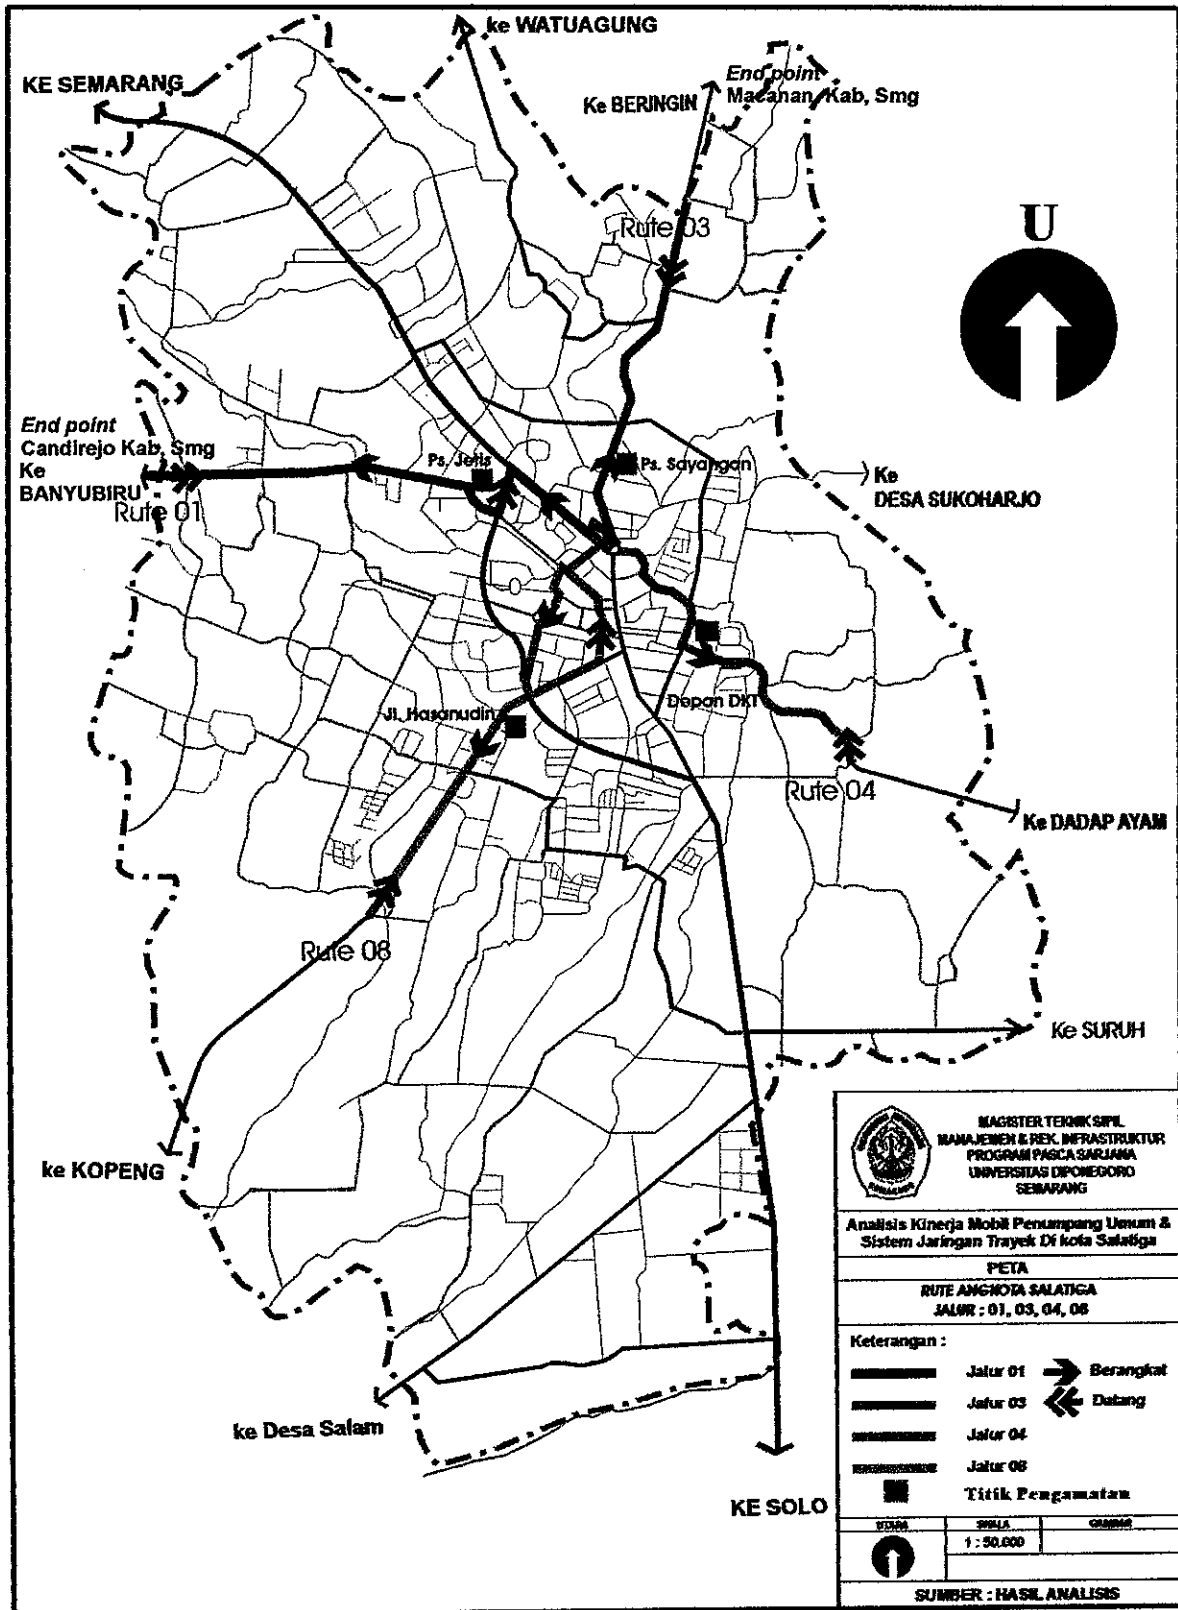 ke WATUAGUNG
KE SEMARANG
End point
Macanan, Kab, Smg
Ke BERINGIN
Rute 03
U
End point
Candirejo Kab, Smg
Ke
BANYUBIRU
Rute 01
Ps. Jetis
Ps. Sayangan
Ke
DESA SUKOHARJO
Jl. Hasanudin
Depan DKT
Rute 04
Ke DADAP AYAM
Rute 08
Ke SURUH
ke KOPENG
ke Desa Salam
KE SOLO
MAGISTER TEKNIK SIPIL
MANAJEMEN & REK. INFRASTRUKTUR
PROGRAM PASCA SARJANA
UNIVERSITAS DIPONEGORO
SEMARANG
Analisis Kinerja Mobil Penumpang Umum &
Sistem Jaringan Trayek Di kota Salatiga
PETA
RUTE ANGKOTA SALATIGA
JALUR : 01, 03, 04, 08
Keterangan :
Jalur 01 Berangkat
Jalur 03 Datang
Jalur 04
Jalur 08
Titik Pengamatan
UTARA SKALA GAMBAR
1 : 50.000
SUMBER : HASIL ANALISIS